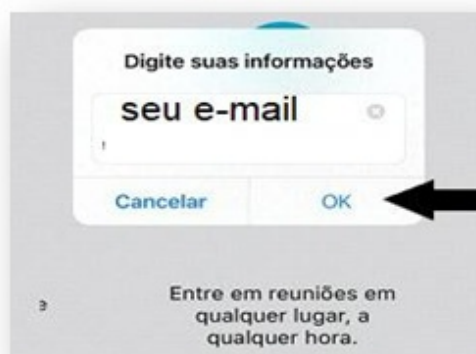 Digite suas informações
seu e-mail
Cancelar OK
Entre em reuniões em
qualquer lugar, a
qualquer hora.